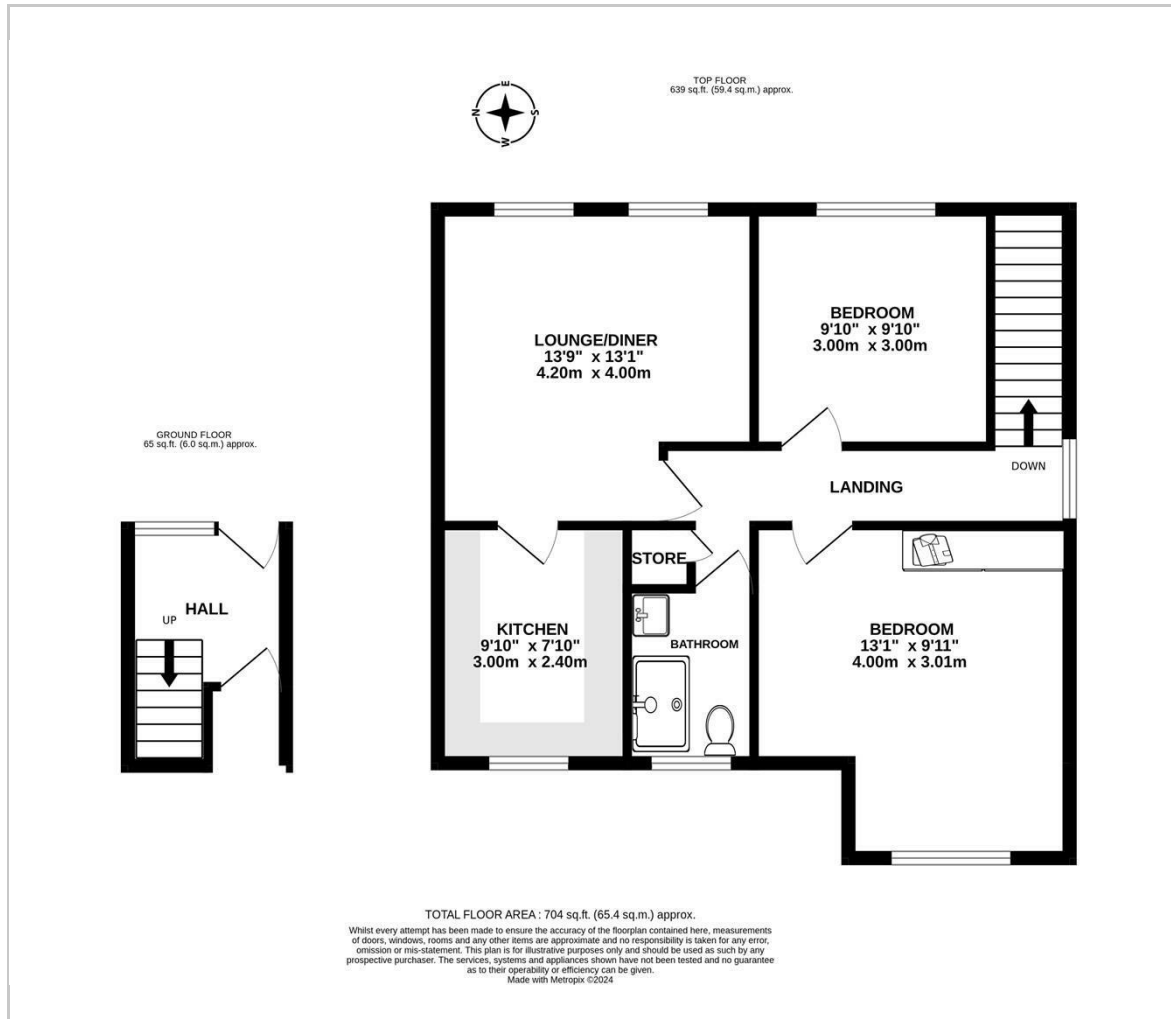 TOP FLOOR
639 sq.ft. (59.4 sq.m.) approx.
E
N
S
W
LOUNGE/DINER
13'9" x 13'1"
4.20m x 4.00m
BEDROOM
9'10" x 9'10"
3.00m x 3.00m
DOWN
LANDING
GROUND FLOOR
65 sq.ft. (6.0 sq.m.) approx.
HALL
UP
STORE
KITCHEN
9'10" x 7'10"
3.00m x 2.40m
BATHROOM
BEDROOM
13'1" x 9'11"
4.00m x 3.01m
TOTAL FLOOR AREA : 704 sq.ft. (65.4 sq.m.) approx.
Whilst every attempt has been made to ensure the accuracy of the floorplan contained here, measurements
of doors, windows, rooms and any other items are approximate and no responsibility is taken for any error,
omission or mis-statement. This plan is for illustrative purposes only and should be used as such by any
prospective purchaser. The services, systems and appliances shown have not been tested and no guarantee
as to their operability or efficiency can be given.
Made with Metropix ©2024